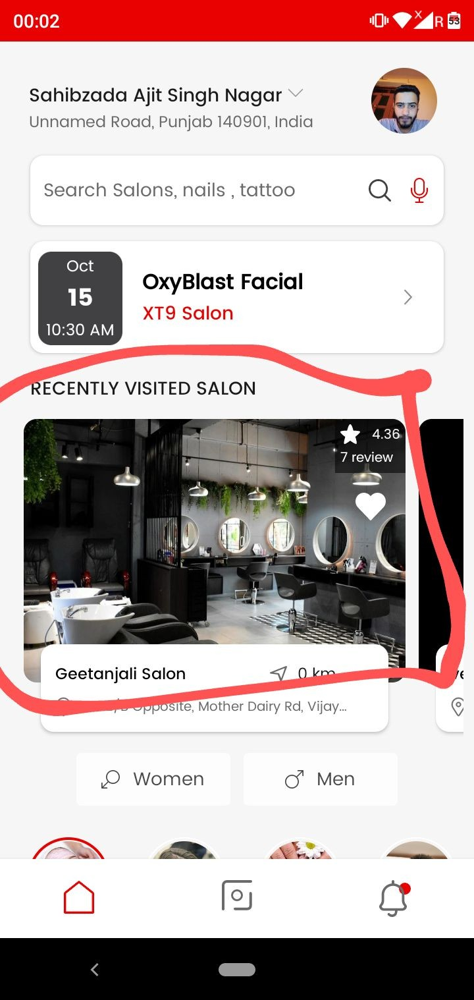 00:02
X
R
53
Sahibzada Ajit Singh Nagar
Unnamed Road, Punjab 140901, India
Search Salons, nails , tattoo
Oct
15
10:30 AM
OxyBlast Facial
XT9 Salon
RECENTLY VISITED SALON
4.36
7 review
Geetanjali Salon
0 km
Opposite, Mother Dairy Rd, Vijay...
Women
Men